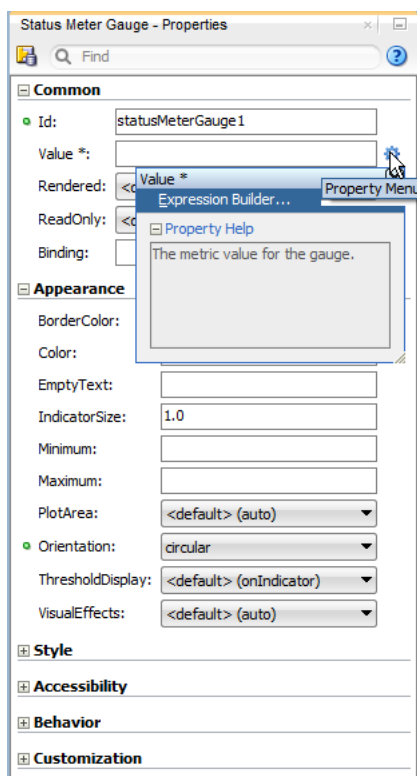 Status Meter Gauge - Properties
Find
Common
Id: statusMeterGauge1
Value *:
Value *
Rendered: <d
Expression Builder...
Property Menu
ReadOnly: <d
Property Help
Binding:
The metric value for the gauge.
Appearance
BorderColor:
Color:
EmptyText:
IndicatorSize: 1.0
Minimum:
Maximum:
PlotArea: <default> (auto)
Orientation: circular
ThresholdDisplay: <default> (onIndicator)
VisualEffects: <default> (auto)
Style
Accessibility
Behavior
Customization